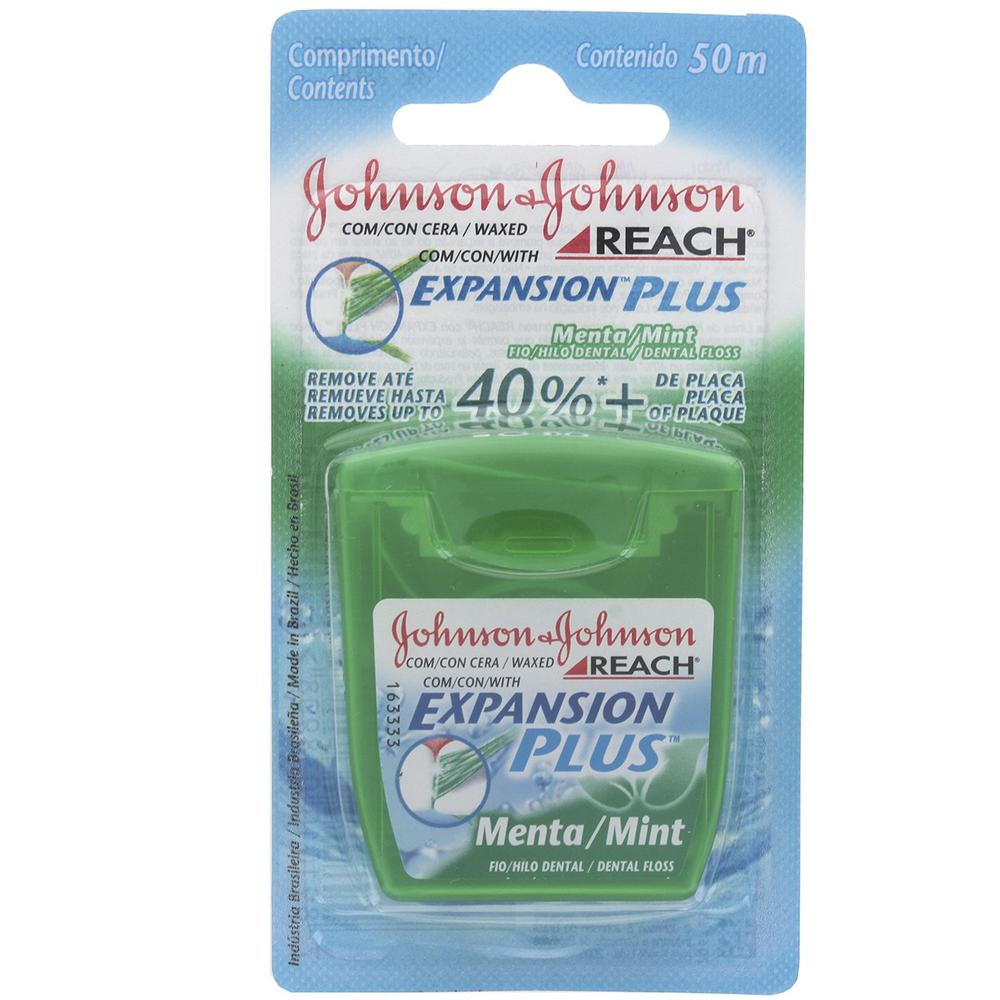 Comprimento/
Contents
Contenido 50 m
Johnson & Johnson
COM/CON CERA / WAXED
REACH®
COM/CON/WITH
EXPANSION™ PLUS
Menta/Mint
FIO/HILO DENTAL / DENTAL FLOSS
REMOVE ATÉ
REMUEVE HASTA
REMOVES UP TO
40%*+
DE PLACA
PLACA
OF PLAQUE
Indústria Brasileira / Industria Brasileña / Made in Brazil / Hecho en Brasil
Johnson & Johnson
COM/CON CERA / WAXED
REACH®
COM/CON/WITH
EXPANSION
PLUS™
163333
Menta/Mint
FIO/HILO DENTAL / DENTAL FLOSS